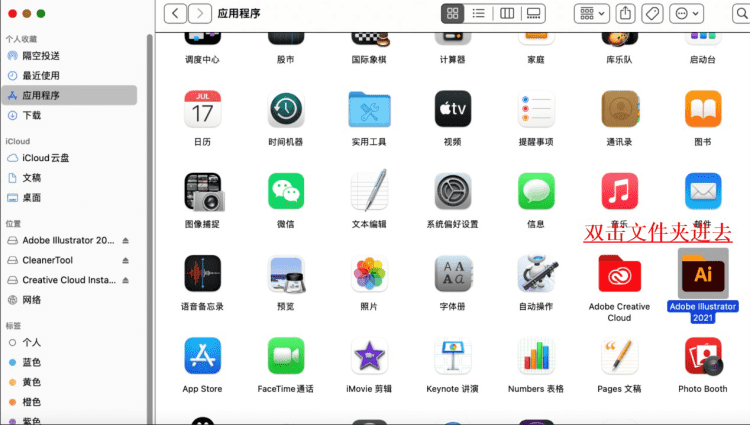 应用程序
个人收藏
隔空投送
最近使用
应用程序
下载
iCloud
iCloud云盘
文稿
桌面
位置
Adobe Illustrator 20...
CleanerTool
Creative Cloud Insta...
网络
标签
个人
蓝色
黄色
橙色
紫色
调度中心
股市
国际象棋
计算器
家庭
库乐队
启动台
JUL
17
tv
日历
时间机器
实用工具
视频
提醒事项
通讯录
图书
图像捕捉
微信
文本编辑
系统偏好设置
信息
音乐
邮件
双击文件夹进去
Ai
语音备忘录
预览
照片
字体册
自动操作
Adobe Creative
Cloud
Adobe Illustrator
2021
App Store
FaceTime 通话
iMovie 剪辑
Keynote 讲演
Numbers 表格
Pages 文稿
Photo Booth